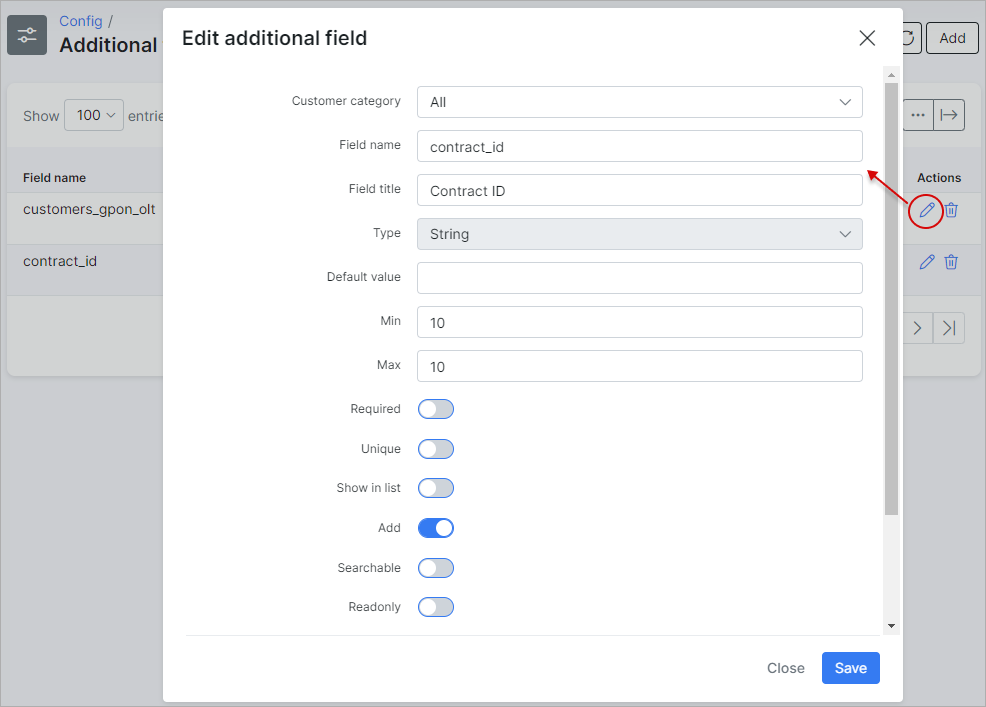 Config /
Additional
Edit additional field
Add
Show 100 entrie
Customer category All
Field name contract_id
Field title Contract ID
Type String
Default value
Min 10
Max 10
Required
Unique
Show in list
Add
Searchable
Readonly
Field name
Actions
customers_gpon_olt
contract_id
Close
Save